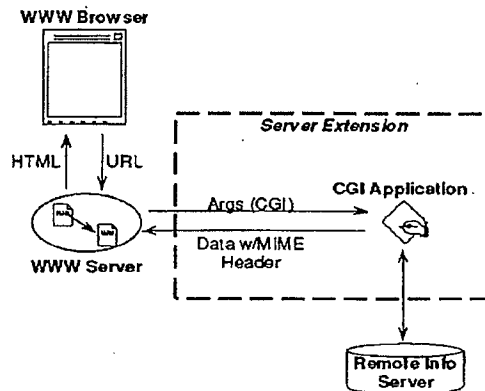 WWW Browser
Server Extension
HTML
URL
CGI Application
Args (CGI)
Data w/MIME
Header
WWW Server
Remote Info
Server